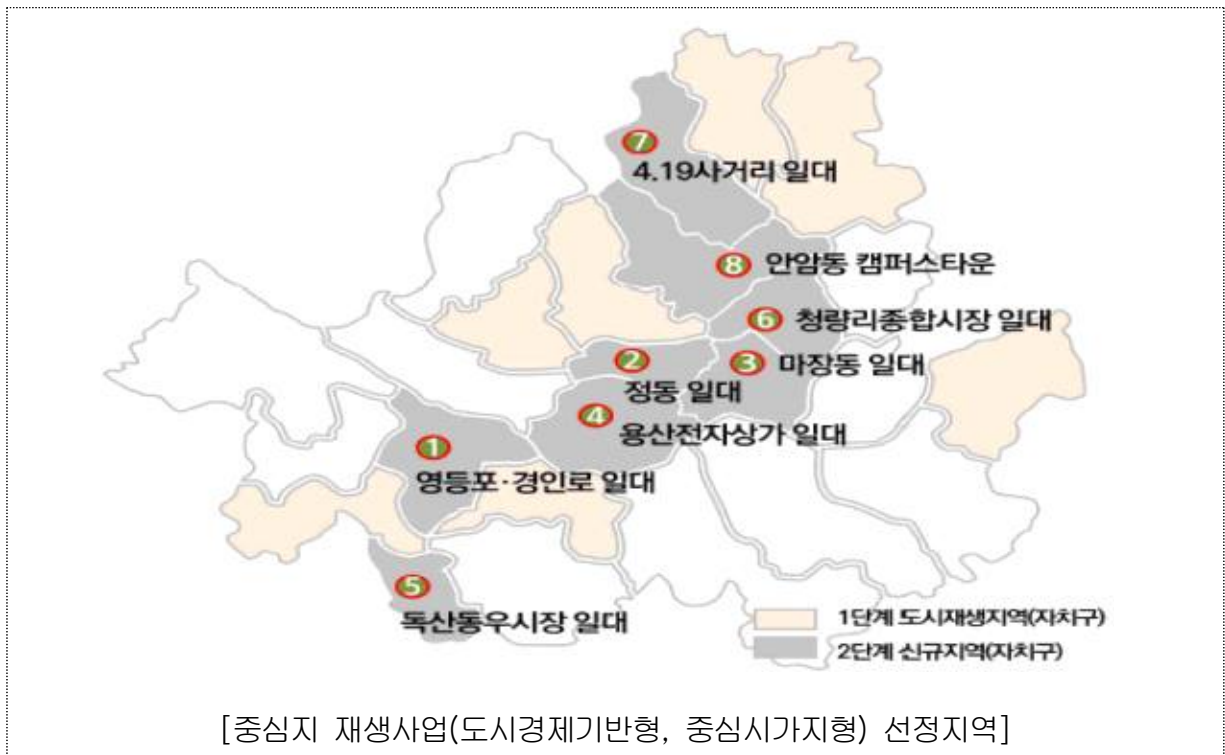 7
4.19사거리 일대
8 안암동 캠퍼스타운
6 청량리종합시장 일대
2
정동 일대
3 마장동 일대
4
용산전자상가 일대
1
영등포·경인로 일대
5
독산동우시장 일대
1단계 도시재생지역(자치구)
2단계 신규지역(자치구)
[중심지 재생사업(도시경제기반형, 중심시가지형) 선정지역]